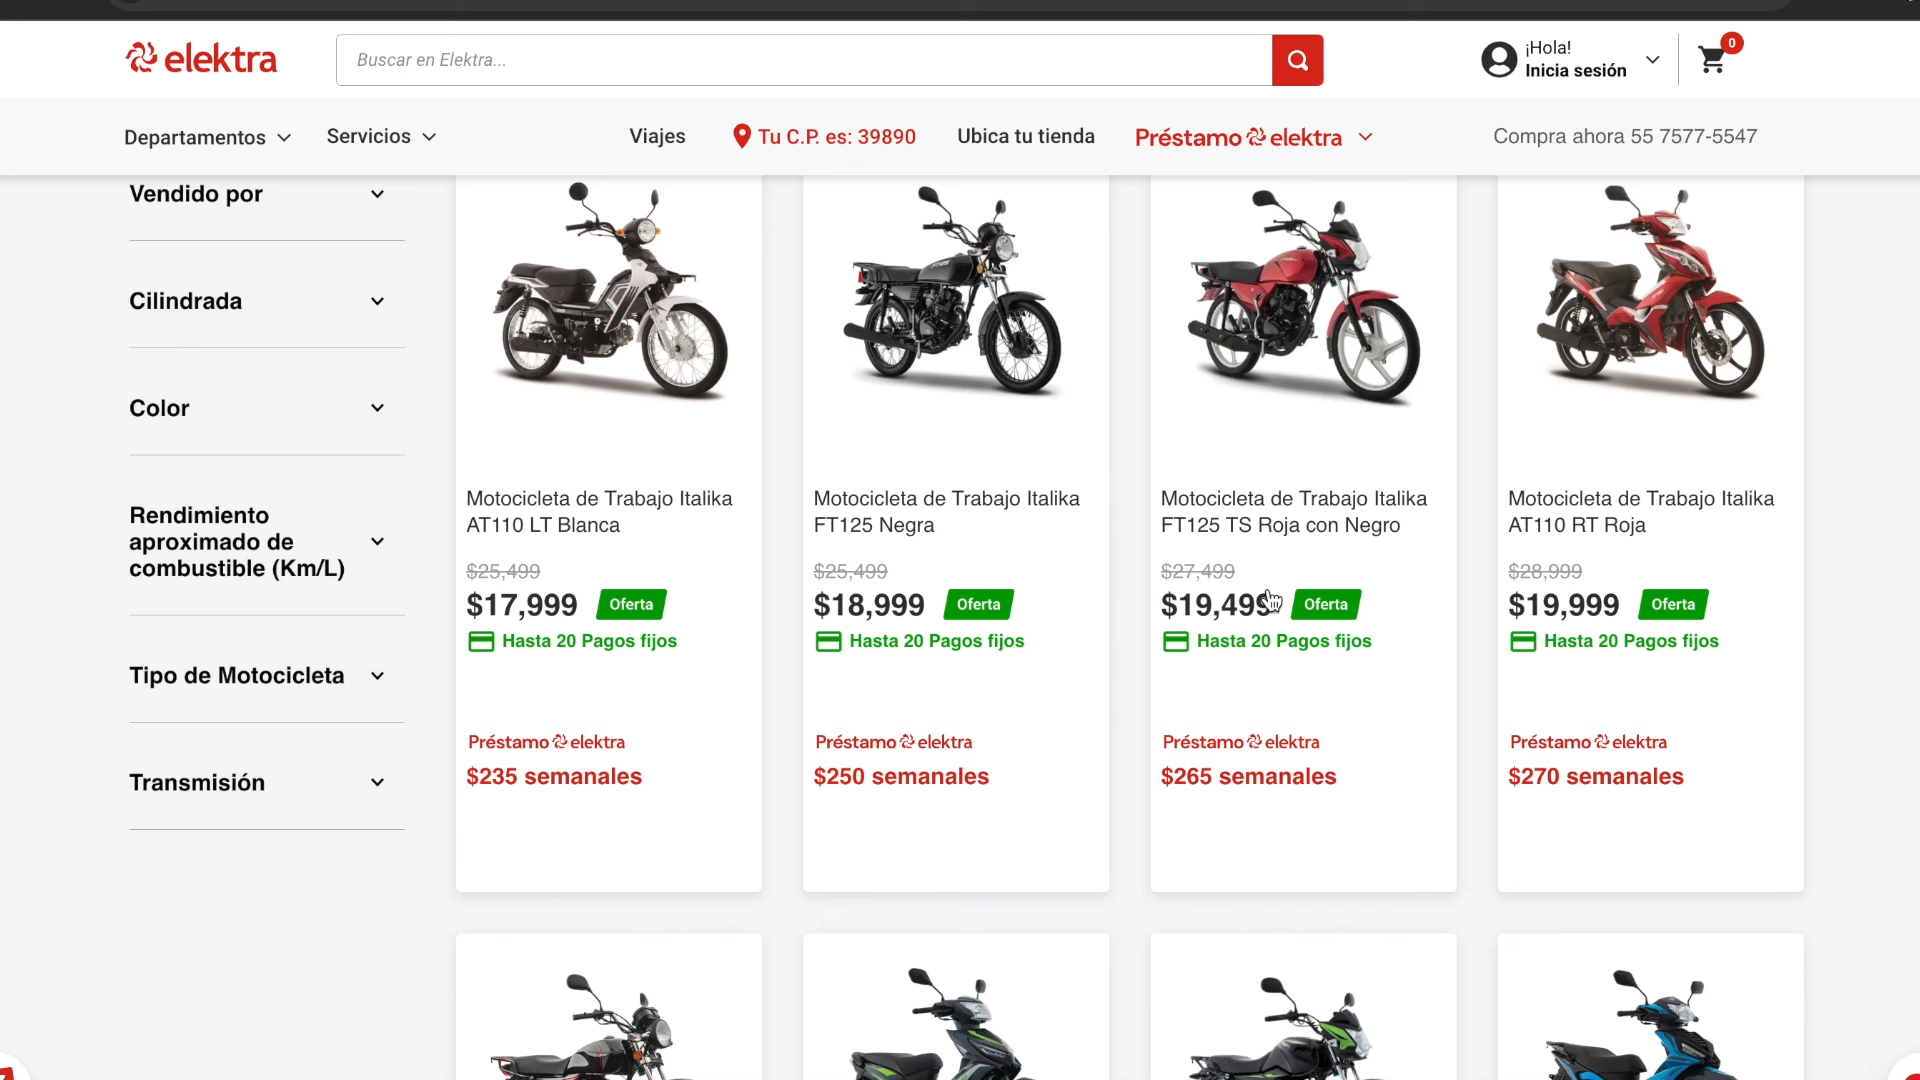 elektra
Buscar en Elektra...
¡Hola!
Inicia sesión
0
Departamentos
Servicios
Viajes
Tu C.P. es: 39890
Ubica tu tienda
Préstamo elektra
Compra ahora 55 7577-5547
Vendido por
Cilindrada
Color
Rendimiento
aproximado de
combustible (Km/L)
Tipo de Motocicleta
Transmisión
Motocicleta de Trabajo Italika
AT110 LT Blanca
$25,499
$17,999 Oferta
Hasta 20 Pagos fijos
Préstamo elektra
$235 semanales
Motocicleta de Trabajo Italika
FT125 Negra
$25,499
$18,999 Oferta
Hasta 20 Pagos fijos
Préstamo elektra
$250 semanales
Motocicleta de Trabajo Italika
FT125 TS Roja con Negro
$27,499
$19,499 Oferta
Hasta 20 Pagos fijos
Préstamo elektra
$265 semanales
Motocicleta de Trabajo Italika
AT110 RT Roja
$28,999
$19,999 Oferta
Hasta 20 Pagos fijos
Préstamo elektra
$270 semanales